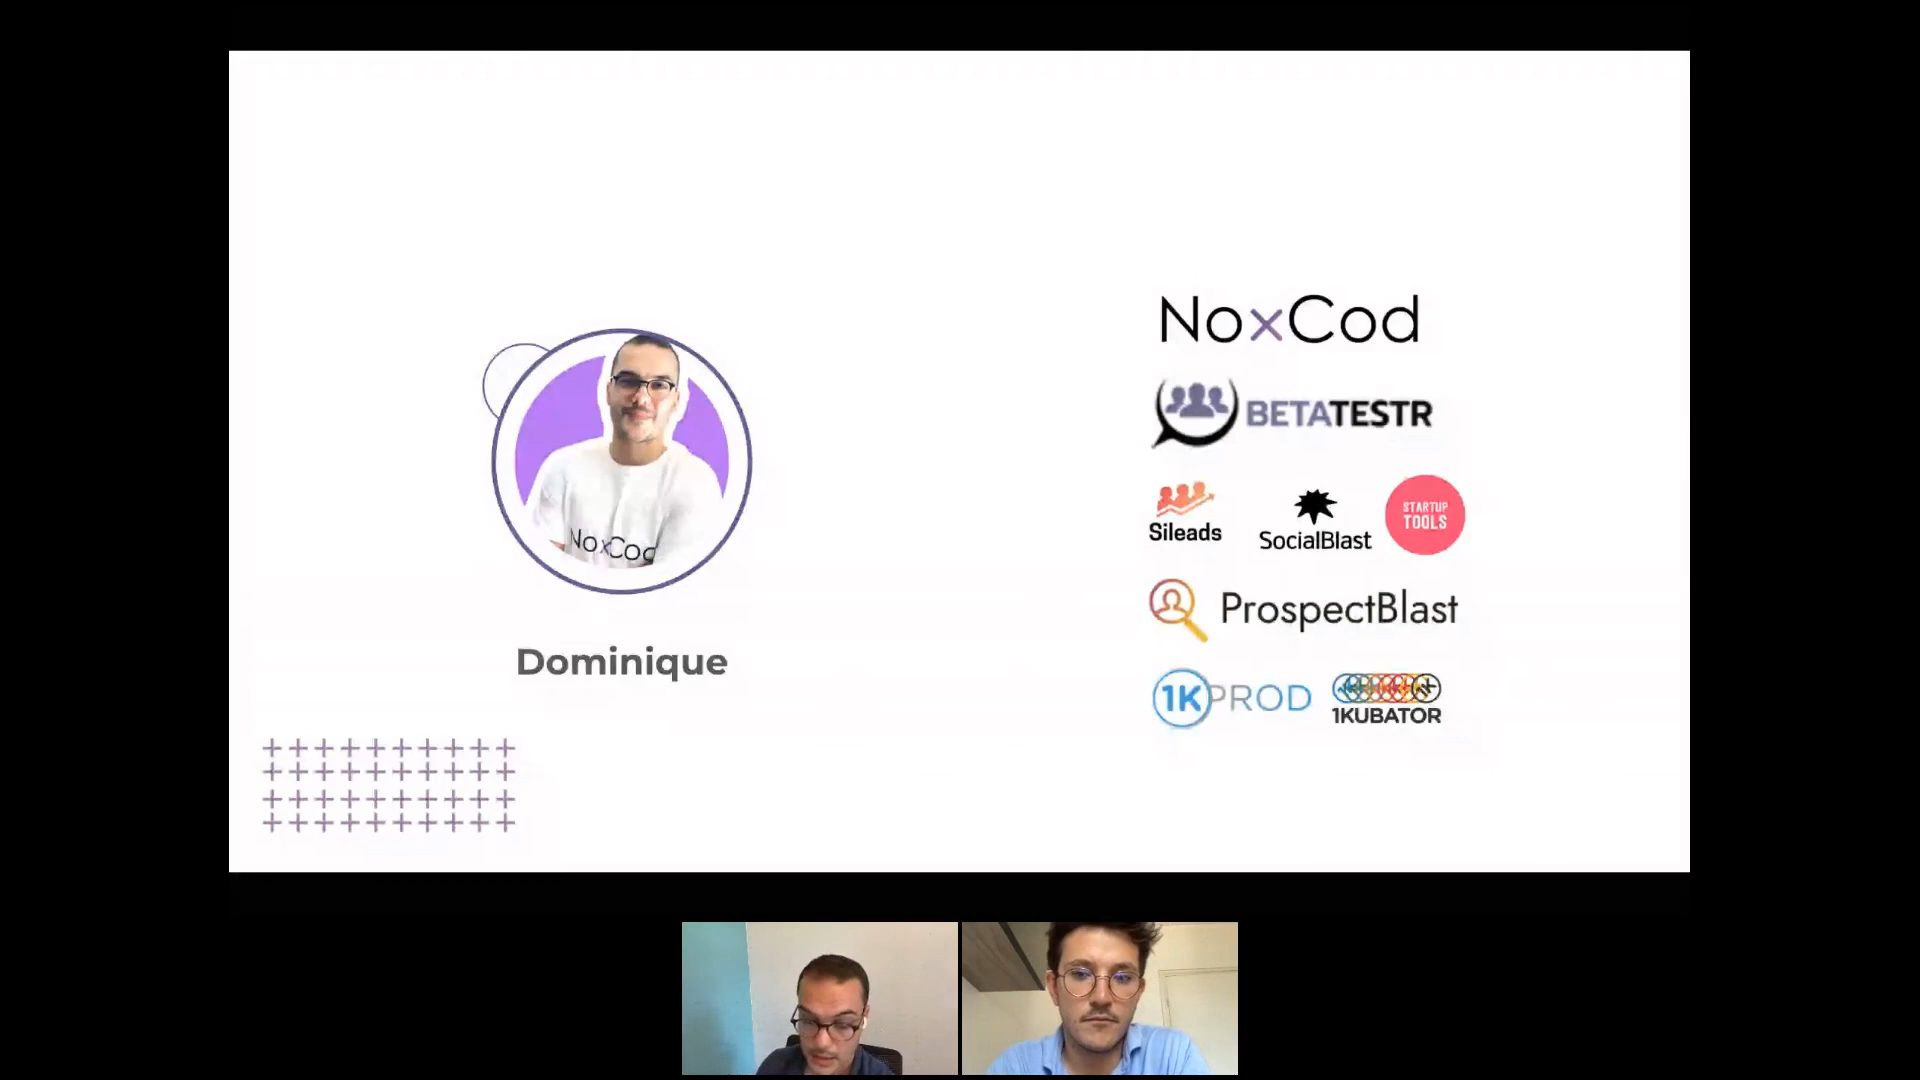 NoxCod
BETATESTR
Sileads
SocialBlast
STARTUP
TOOLS
NoxCod
ProspectBlast
Dominique
1KPROD
1KUBATOR